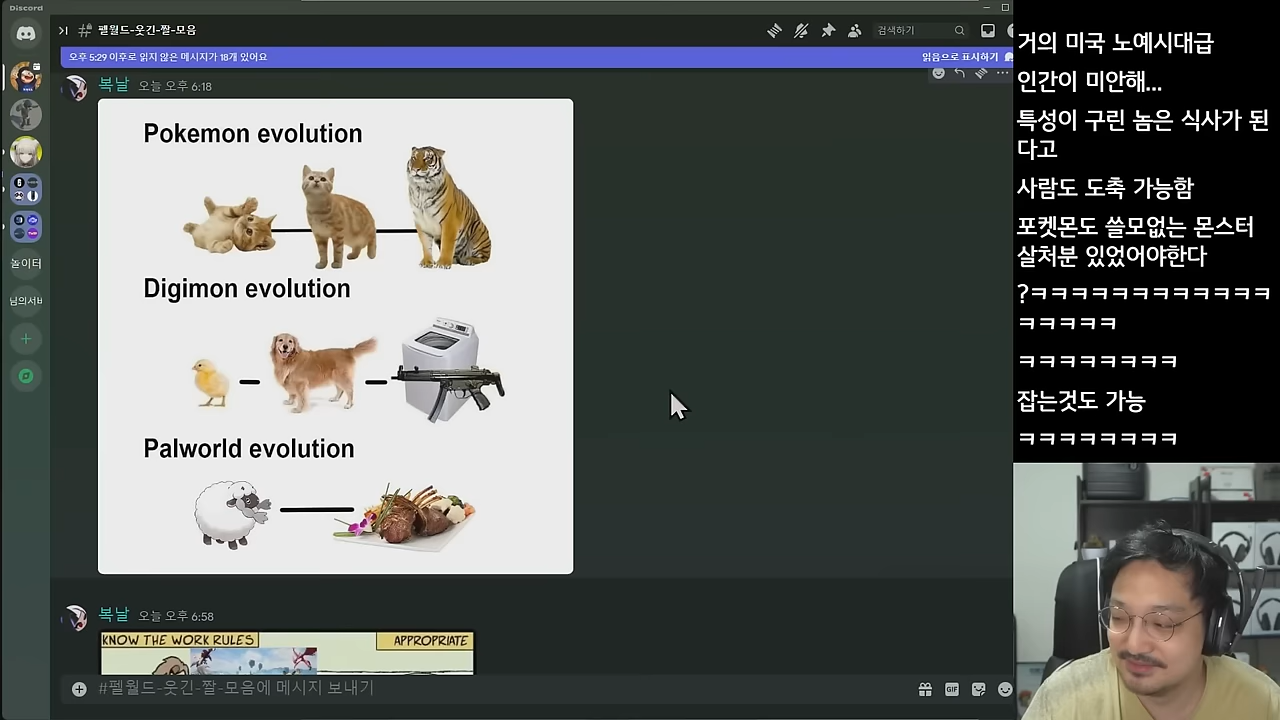 Discord
# 펠월드-웃긴-짤-모음
검색하기
오후 5:29 이후로 읽지 않은 메시지가 18개 있어요
읽음으로 표시하기
복날 오늘 오후 6:18
Pokemon evolution
Digimon evolution
Palworld evolution
놀이터
님의서버
복날 오늘 오후 6:58
KNOW THE WORK RULES
APPROPRIATE
#펠월드-웃긴-짤-모음에 메시지 보내기
GIF
거의 미국 노예시대급
인간이 미안해...
특성이 구린 놈은 식사가 된
다고
사람도 도축 가능함
포켓몬도 쓸모없는 몬스터
살처분 있었어야한다
?ㅋㅋㅋㅋㅋㅋㅋㅋㅋㅋㅋㅋ
ㅋㅋㅋㅋㅋ
ㅋㅋㅋㅋㅋㅋㅋㅋ
잡는것도 가능
ㅋㅋㅋㅋㅋㅋㅋㅋ